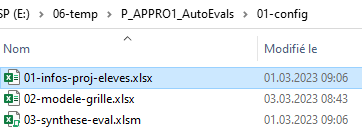 SP (E:) > 06-temp > P_APPRO1_AutoEvals > 01-config
Nom Modifié le
01-infos-proj-eleves.xlsx 01.03.2023 09:06
02-modele-grille.xlsx 03.03.2023 08:43
03-synthese-eval.xlsm 01.03.2023 09:06